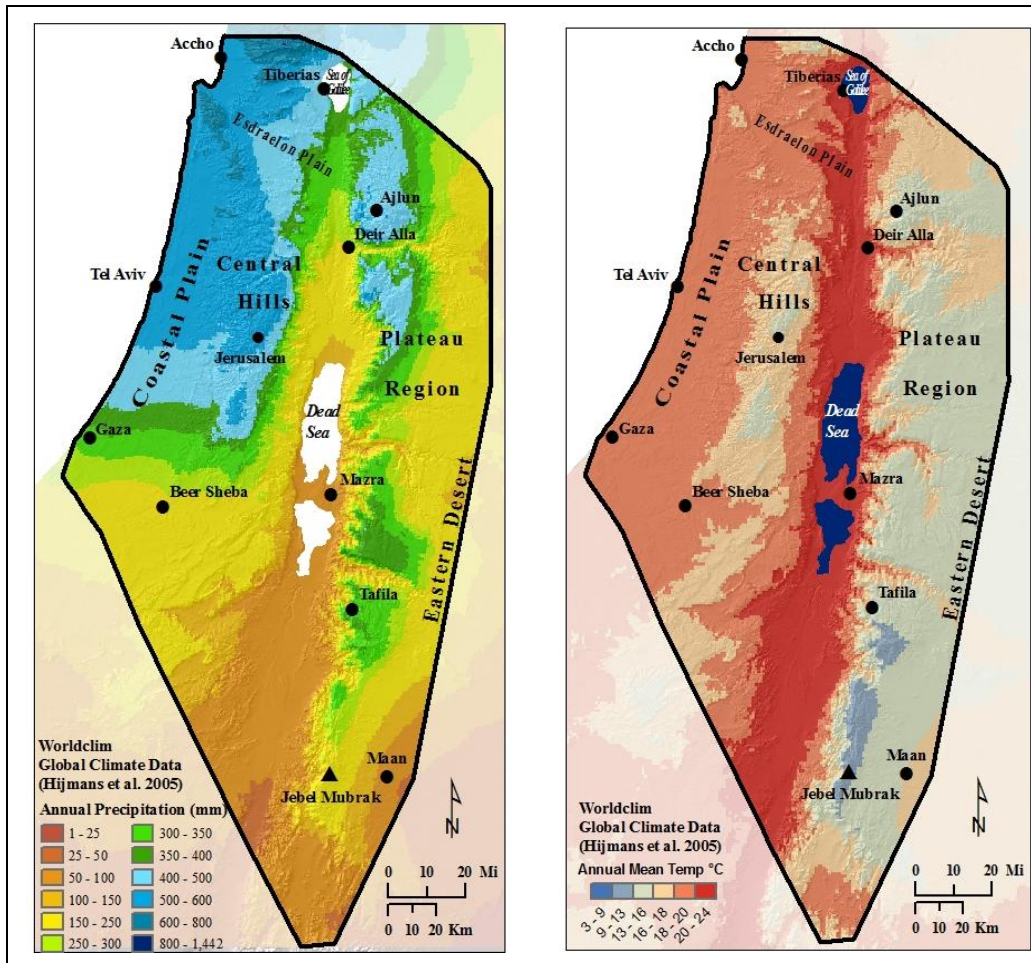 Accho
Tiberias
Sea of
Galilee
Esdraelon Plain
Ajlun
Deir Alla
Tel Aviv
Coastal Plain
Central
Hills
Jerusalem
Plateau
Region
Dead
Sea
Gaza
Mazra
Beer Sheba
Eastern Desert
Tafila
Maan
Jebel Mubrak
Worldclim
Global Climate Data
(Hijmans et al. 2005)
Annual Precipitation (mm)
1 - 25
25 - 50
50 - 100
100 - 150
150 - 250
250 - 300
300 - 350
350 - 400
400 - 500
500 - 600
600 - 800
800 - 1,442
N
0 10 20 Mi
0 10 20 Km
Accho
Tiberias
Sea of
Galilee
Esdraelon Plain
Ajlun
Deir Alla
Tel Aviv
Coastal Plain
Central
Hills
Jerusalem
Plateau
Region
Dead
Sea
Gaza
Mazra
Beer Sheba
Eastern Desert
Tafila
Maan
Jebel Mubrak
Worldclim
Global Climate Data
(Hijmans et al. 2005)
Annual Mean Temp °C
3 - 9
9 - 13
13 - 16
16 - 18
18 - 20
20 - 24
N
0 10 20 Mi
0 10 20 Km